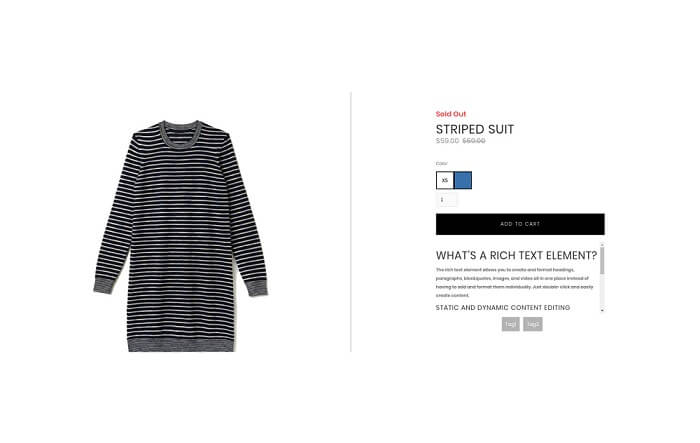 Sold Out
STRIPED SUIT
$59.00 $60.00
Color
XS
1
ADD TO CART
WHAT'S A RICH TEXT ELEMENT?
The rich text element allows you to create and format headings,
paragraphs, blockquotes, images, and video all in one place instead of
having to add and format them individually. Just double-click and easily
create content.
STATIC AND DYNAMIC CONTENT EDITING
Tag1 Tag2